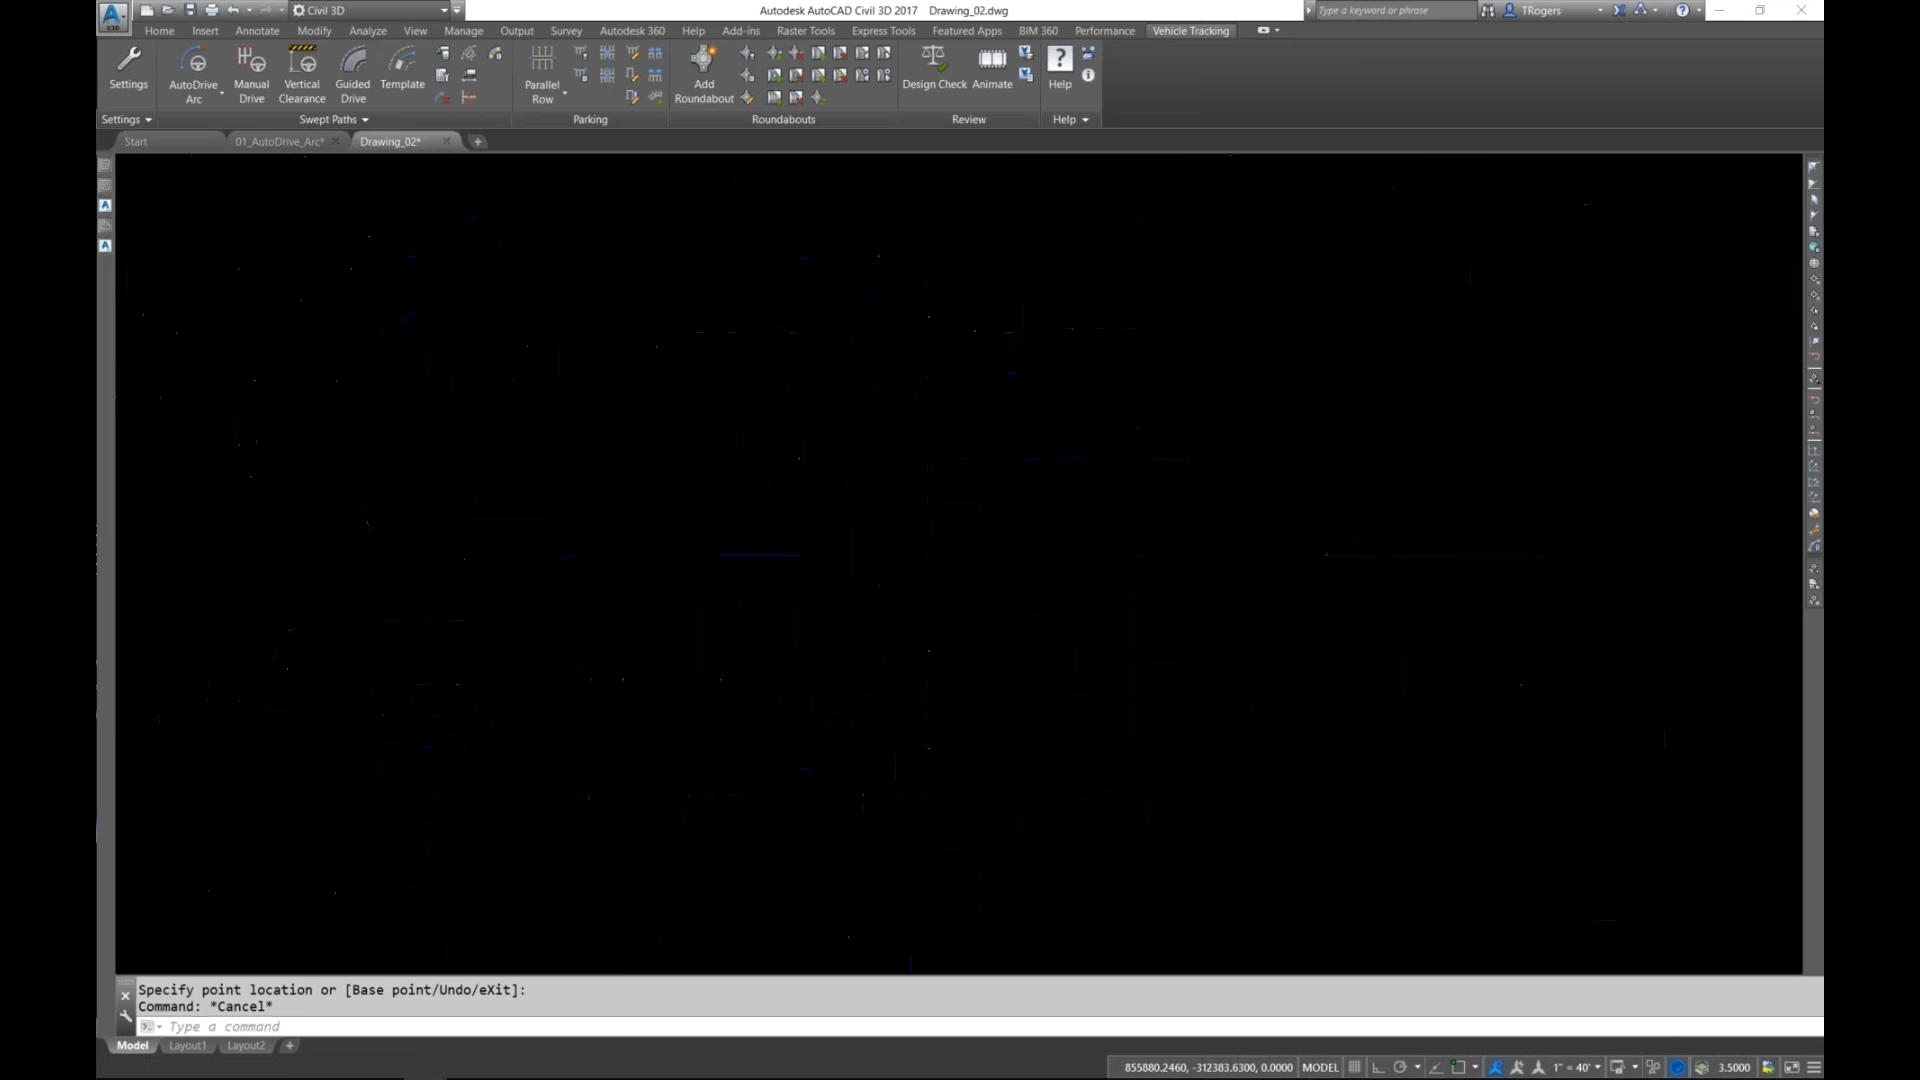 Civil 3D
Autodesk AutoCAD Civil 3D 2017 Drawing_02.dwg
Type a keyword or phrase
TRogers
Home Insert Annotate Modify Analyze View Manage Output Survey Autodesk 360 Help Add-ins Raster Tools Express Tools Featured Apps BIM 360 Performance Vehicle Tracking
Settings
AutoDrive Arc
Manual Drive
Vertical Clearance
Guided Drive
Template
Parallel Row
Add Roundabout
Design Check
Animate
Help
Settings Swept Paths Parking Roundabouts Review Help
Start 01_AutoDrive_Arc* Drawing_02*
Specify point location or [Base point/Undo/eXit]:
Command: *Cancel*
Type a command
Model Layout1 Layout2
855880.2460, -312383.6300, 0.0000 MODEL 1" = 40' 3.5000